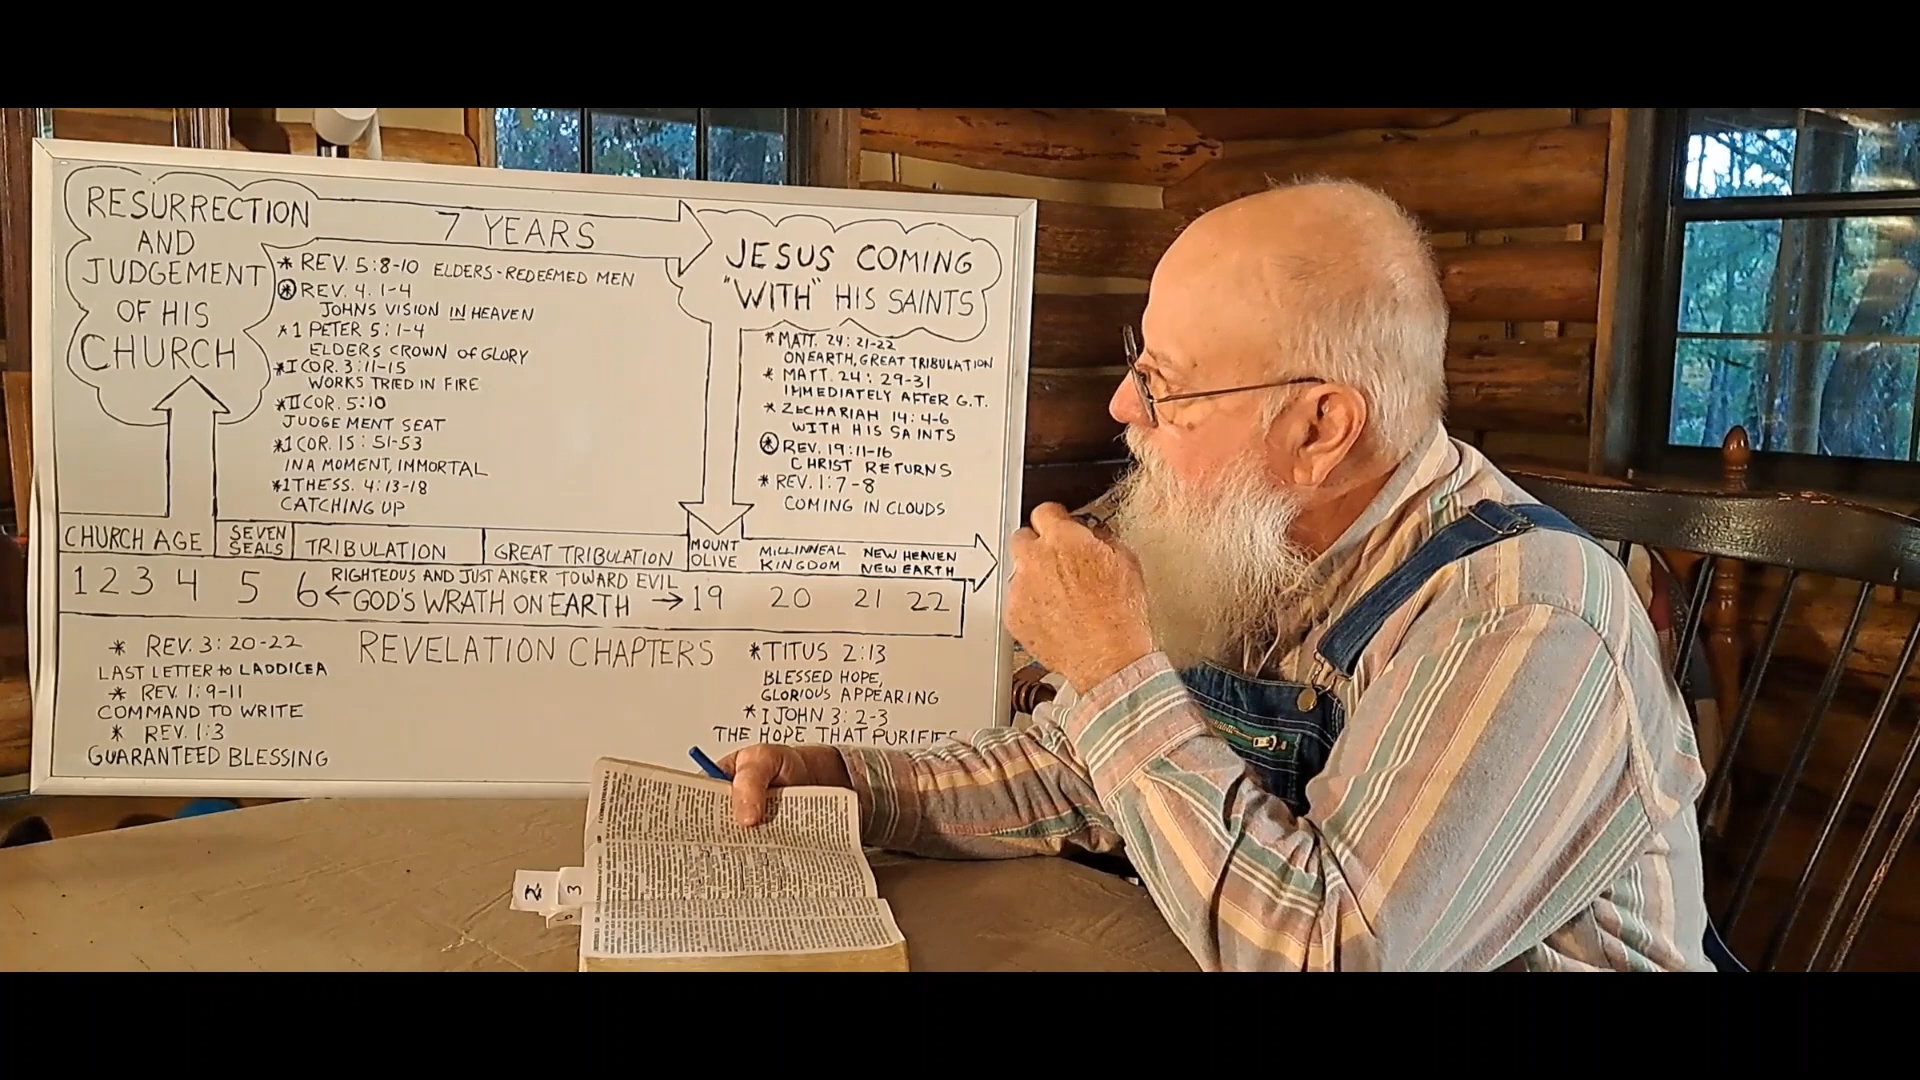 RESURRECTION
AND
JUDGEMENT
OF HIS
CHURCH
7 YEARS
JESUS COMING
"WITH" HIS SAINTS
* REV. 5:8-10 ELDERS-REDEEMED MEN
* REV. 4. 1-4
JOHNS VISION IN HEAVEN
* 1 PETER 5:1-4
ELDERS CROWN OF GLORY
* I COR. 3:11-15
WORKS TRIED IN FIRE
* II COR. 5:10
JUDGEMENT SEAT
* 1 COR. 15:51-53
IN A MOMENT, IMMORTAL
* 1 THESS. 4:13-18
CATCHING UP
* MATT. 24:21-22
ON EARTH, GREAT TRIBULATION
* MATT. 24:29-31
IMMEDIATELY AFTER G.T.
* ZECHARIAH 14:4-6
WITH HIS SAINTS
* REV. 19:11-16
CHRIST RETURNS
* REV. 1:7-8
COMING IN CLOUDS
CHURCH AGE
SEVEN
SEALS
TRIBULATION
GREAT TRIBULATION
MOUNT
OLIVE
MILLINNEAL
KINGDOM
NEW HEAVEN
NEW EARTH
1 2 3 4 5 6 ← RIGHTEOUS AND JUST ANGER TOWARD EVIL
GOD'S WRATH ON EARTH → 19 20 21 22
REVELATION CHAPTERS
* REV. 3:20-22
LAST LETTER to LAODICEA
* REV. 1:9-11
COMMAND TO WRITE
* REV. 1:3
GUARANTEED BLESSING
* TITUS 2:13
BLESSED HOPE,
GLORIOUS APPEARING
* I JOHN 3:2-3
THE HOPE THAT PURIFIES
2
3
6